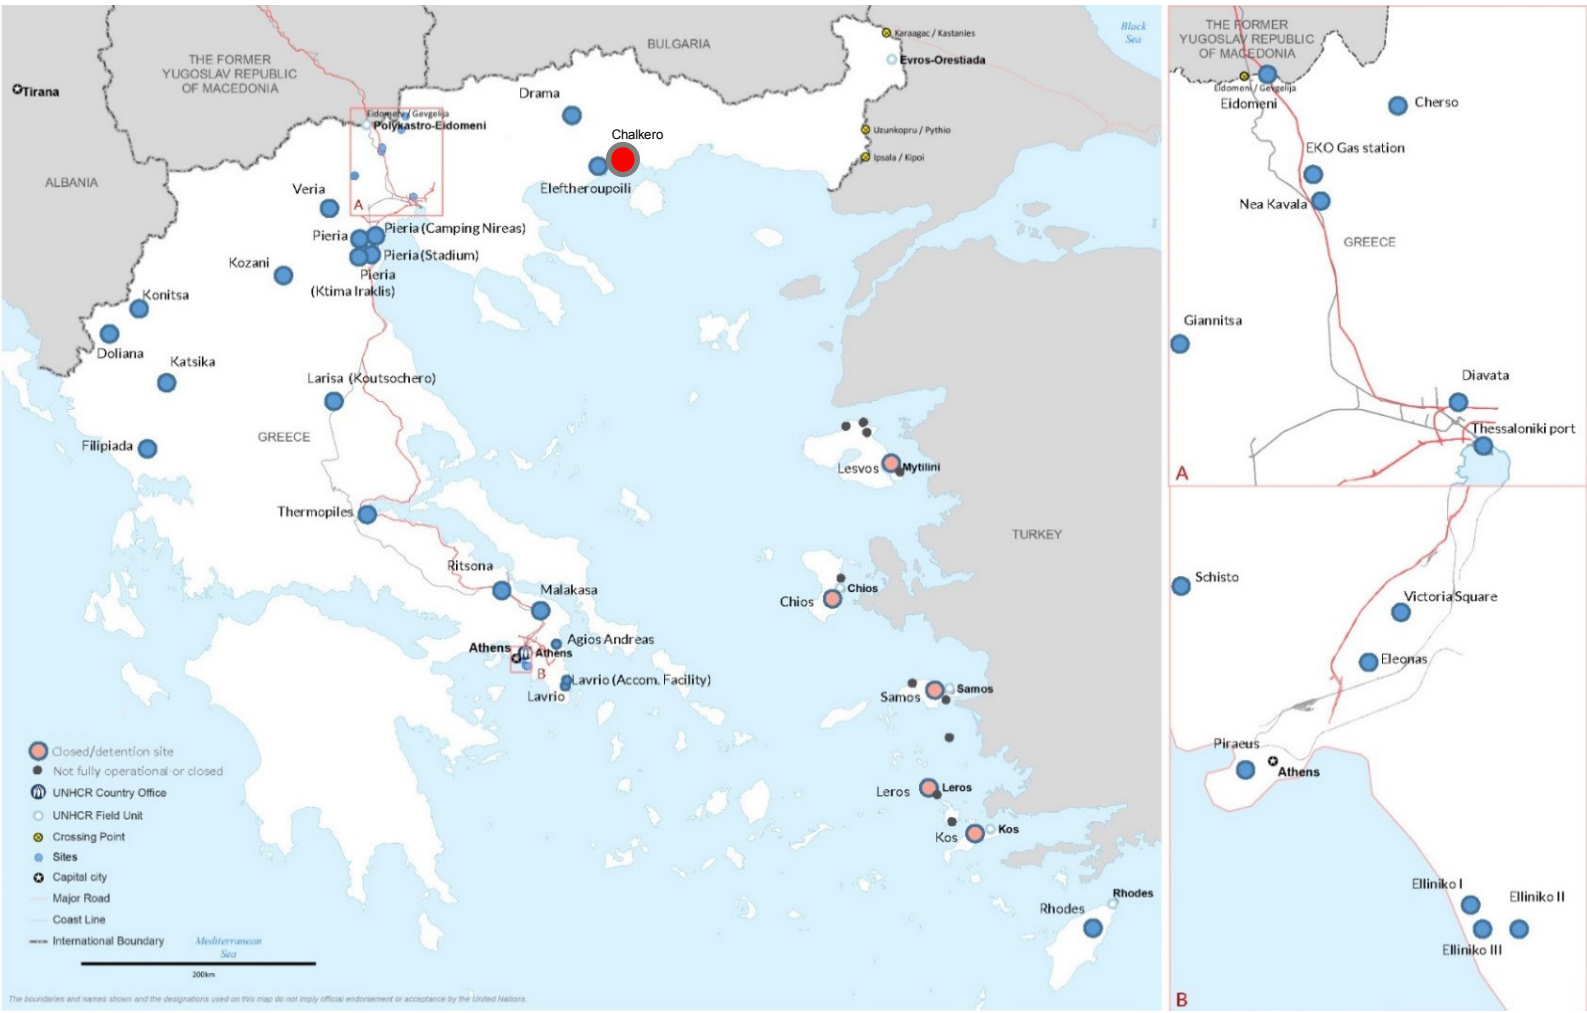 Black
Sea
THE FORMER
YUGOSLAV REPUBLIC
OF MACEDONIA
BULGARIA
Karaagac / Kastanies
Evros-Orestiada
Tirana
Drama
Eidomeni / Gevgelija
Polykastro-Eidomeni
Chalkero
Uzunkopru / Pythio
Ipsala / Kipoi
ALBANIA
Veria
A
Eleftheroupoili
Pieria
Pieria (Camping Nireas)
Pieria (Stadium)
Kozani
Pieria
(Ktima Iraklis)
Konitsa
Doliana
Katsika
Larisa (Koutsochero)
GREECE
Filipiada
Lesvos
Mytilini
Thermopiles
TURKEY
Ritsona
Malakasa
Chios
Chios
Agios Andreas
Athens
Athens
B
Lavrio (Accom. Facility)
Lavrio
Samos
Samos
Leros
Leros
Kos
Kos
Rhodes
Rhodes
Closed/detention site
Not fully operational or closed
UNHCR Country Office
UNHCR Field Unit
Crossing Point
Sites
Capital city
Major Road
Coast Line
International Boundary
Mediterranean
Sea
200km
The boundaries and names shown and the designations used on this map do not imply official endorsement or acceptance by the United Nations.
THE FORMER
YUGOSLAV REPUBLIC
OF MACEDONIA
Eidomeni / Gevgelija
Eidomeni
Cherso
EKO Gas station
Nea Kavala
GREECE
Giannitsa
Diavata
Thessaloniki port
A
Schisto
Victoria Square
Eleonas
Piraeus
Athens
Elliniko I
Elliniko II
Elliniko III
B